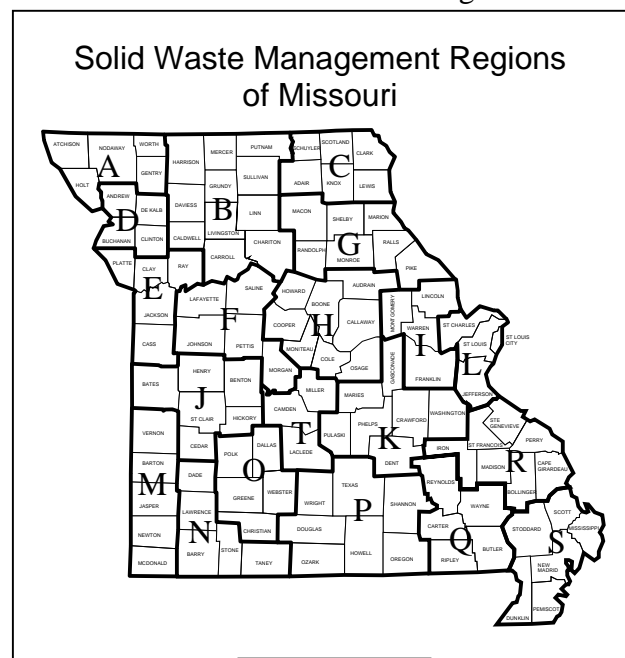 Solid Waste Management Regions
of Missouri
ATCHISON
NODAWAY
WORTH
GENTRY
HOLT
A
HARRISON
MERCER
PUTNAM
GRUNDY
SULLIVAN
DAVIESS
LINN
B
CALDWELL
LIVINGSTON
CHARITON
CARROLL
SCHUYLER
SCOTLAND
CLARK
ADAIR
KNOX
LEWIS
C
ANDREW
DE KALB
D
BUCHANAN
CLINTON
MACON
SHELBY
MARION
RANDOLPH
MONROE
RALLS
PIKE
G
PLATTE
CLAY
RAY
E
JACKSON
CASS
LAFAYETTE
SALINE
F
JOHNSON
PETTIS
HOWARD
BOONE
AUDRAIN
COOPER
H
CALLAWAY
MONITEAU
COLE
OSAGE
MORGAN
MONTGOMERY
LINCOLN
WARREN
I
GASCONADE
FRANKLIN
ST CHARLES
ST LOUIS
ST LOUIS
CITY
L
JEFFERSON
BATES
HENRY
BENTON
J
ST CLAIR
HICKORY
CEDAR
MILLER
CAMDEN
T
LACLEDE
MARIES
PHELPS
CRAWFORD
WASHINGTON
PULASKI
K
DENT
VERNON
BARTON
M
JASPER
NEWTON
MCDONALD
DADE
LAWRENCE
N
BARRY
STONE
TANEY
POLK
DALLAS
O
GREENE
WEBSTER
CHRISTIAN
TEXAS
WRIGHT
SHANNON
P
DOUGLAS
OZARK
HOWELL
OREGON
STE
GENEVIEVE
IRON
ST FRANCOIS
PERRY
MADISON
R
CAPE
GIRARDEAU
BOLLINGER
REYNOLDS
WAYNE
CARTER
Q
RIPLEY
BUTLER
SCOTT
STODDARD
MISSISSIPPI
S
NEW
MADRID
PEMISCOT
DUNKLIN